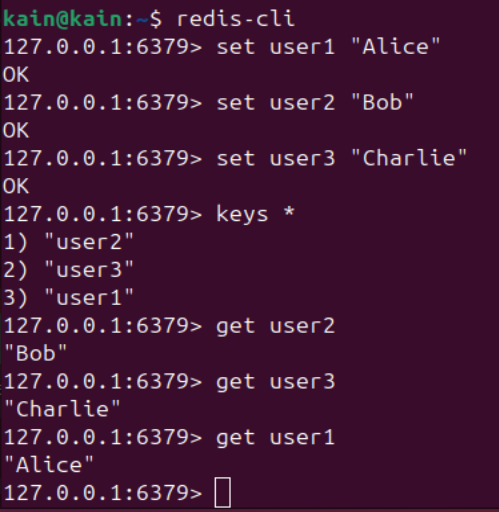 kain@kain:~$ redis-cli
127.0.0.1:6379> set user1 "Alice"
OK
127.0.0.1:6379> set user2 "Bob"
OK
127.0.0.1:6379> set user3 "Charlie"
OK
127.0.0.1:6379> keys *
1) "user2"
2) "user3"
3) "user1"
127.0.0.1:6379> get user2
"Bob"
127.0.0.1:6379> get user3
"Charlie"
127.0.0.1:6379> get user1
"Alice"
127.0.0.1:6379>